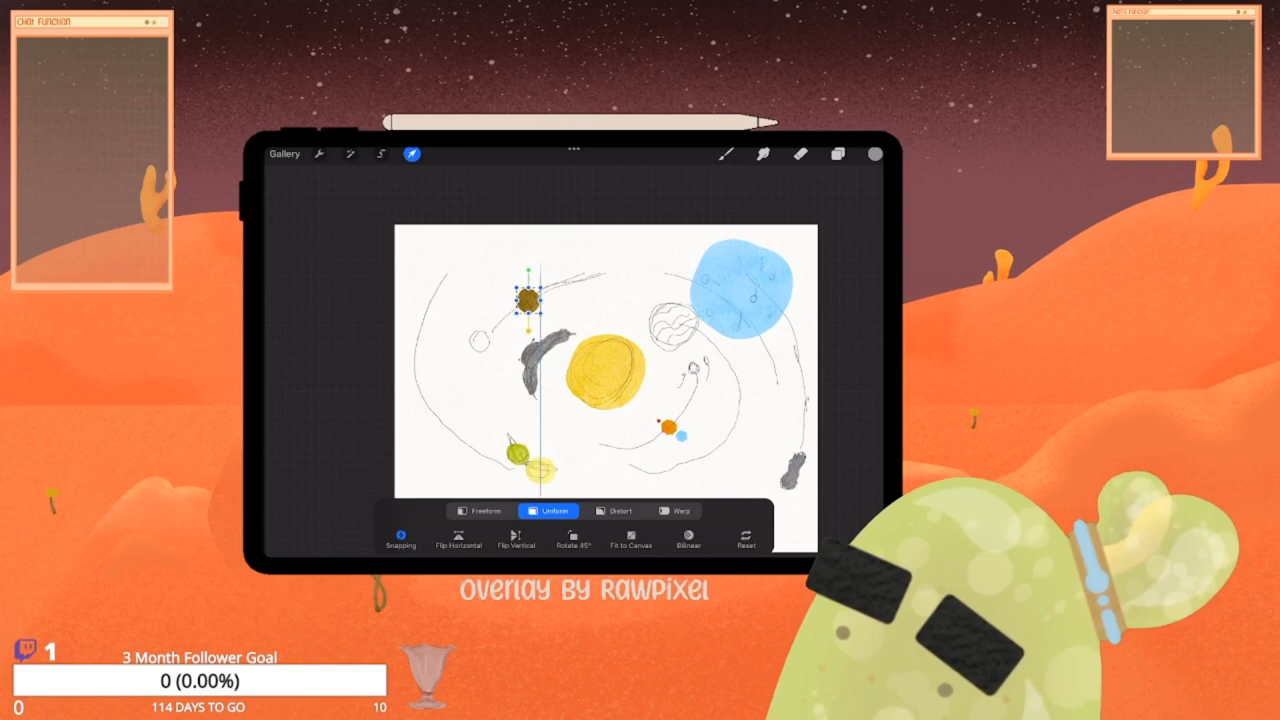 CHAT FUNCTION
Gallery
Freeform
Uniform
Distort
Warp
Snapping
Flip Horizontal
Flip Vertical
Rotate 45°
Fit to Canvas
Bilinear
Reset
OVERLAY BY RAWPIXEL
1
3 Month Follower Goal
0 (0.00%)
0
114 DAYS TO GO
10